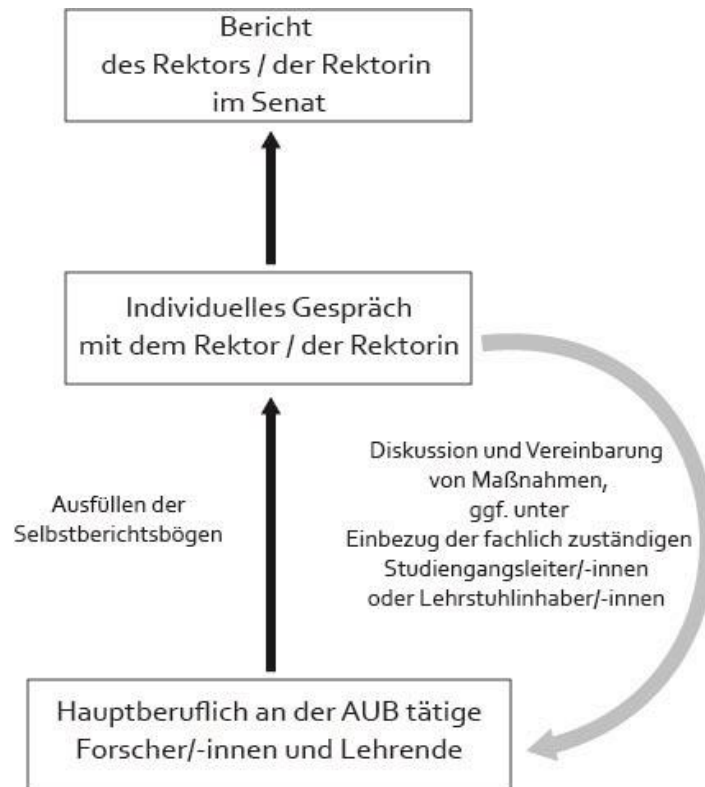 Bericht
des Rektors / der Rektorin
im Senat
Individuelles Gespräch
mit dem Rektor / der Rektorin
Ausfüllen der
Selbstberichtsbögen
Diskussion und Vereinbarung
von Maßnahmen,
ggf. unter
Einbezug der fachlich zuständigen
Studiengangsleiter/-innen
oder Lehrstuhlinhaber/-innen
Hauptberuflich an der AUB tätige
Forscher/-innen und Lehrende